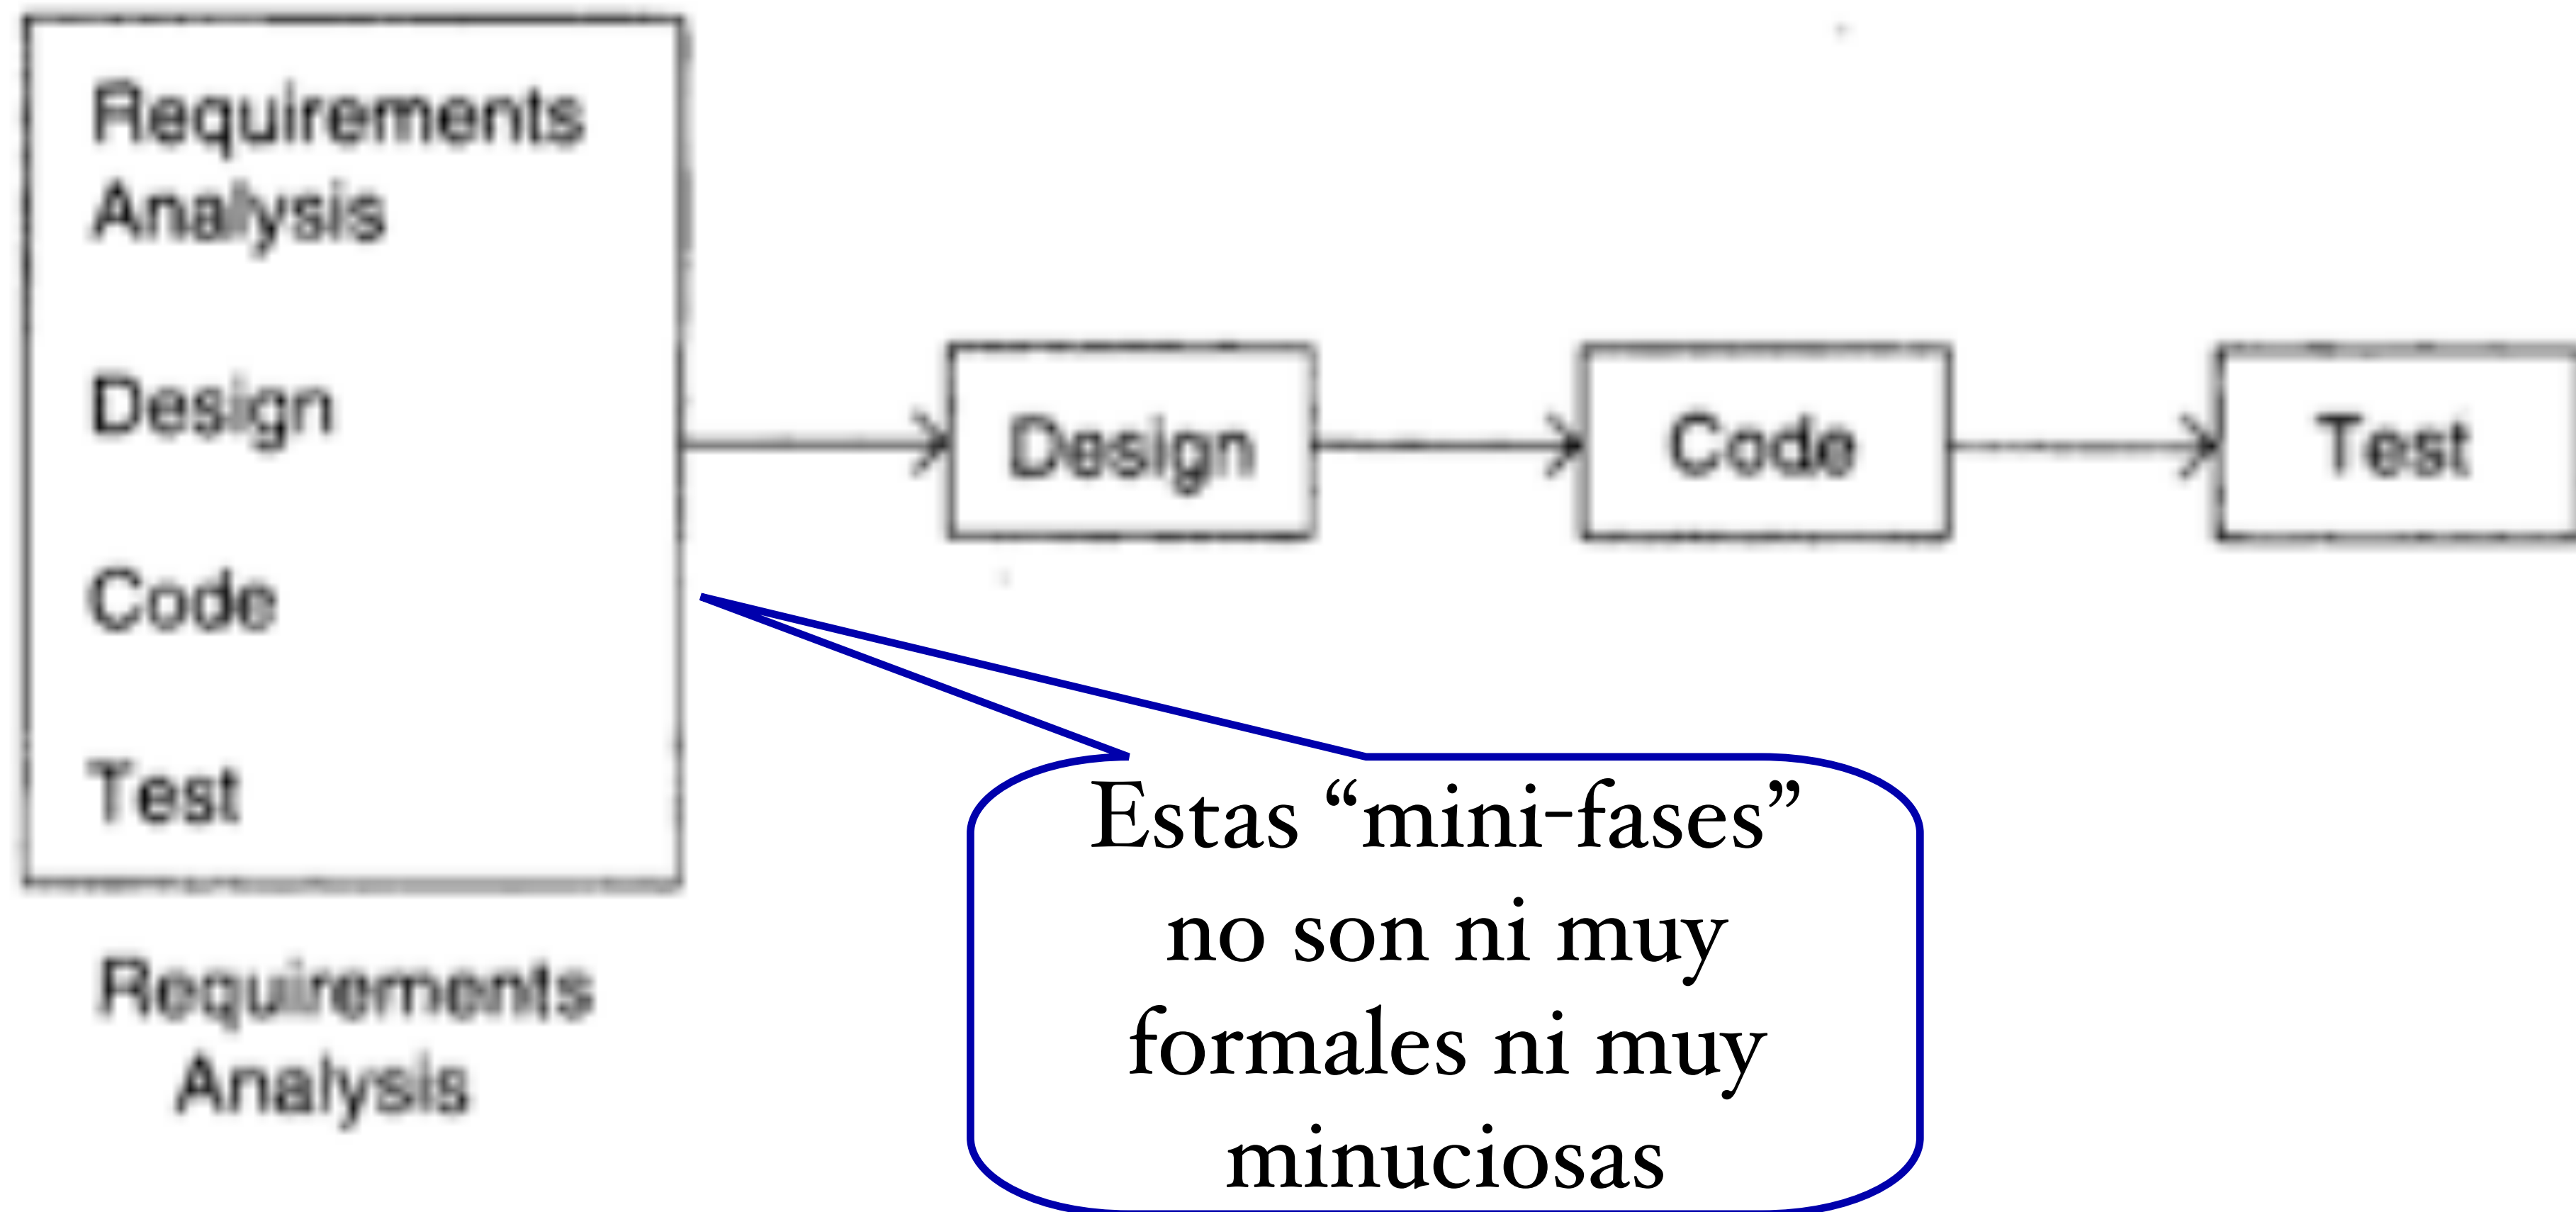 Requirements
Analysis
Design
Code
Test
Requirements
Analysis
Design
Code
Test
Estas “mini-fases”
no son ni muy
formales ni muy
minuciosas